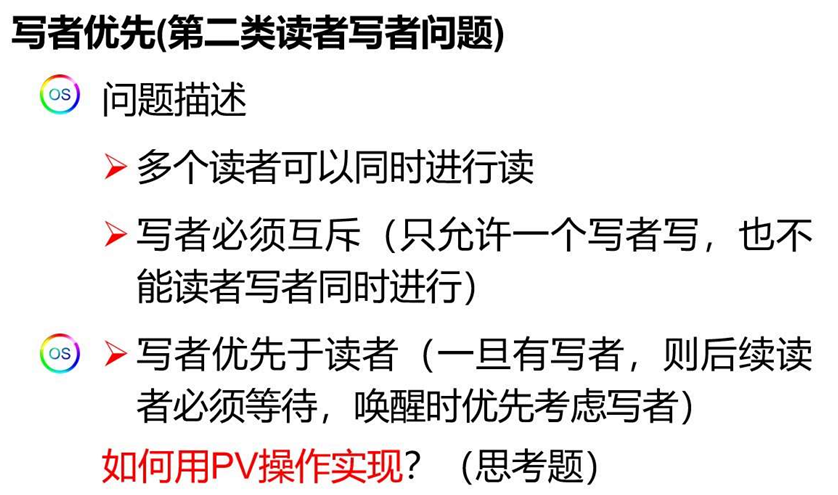 写者优先(第二类读者写者问题)
OS 问题描述
多个读者可以同时进行读
写者必须互斥（只允许一个写者写，也不
能读者写者同时进行）
OS 写者优先于读者（一旦有写者，则后续读
者必须等待，唤醒时优先考虑写者）
如何用PV操作实现？（思考题）